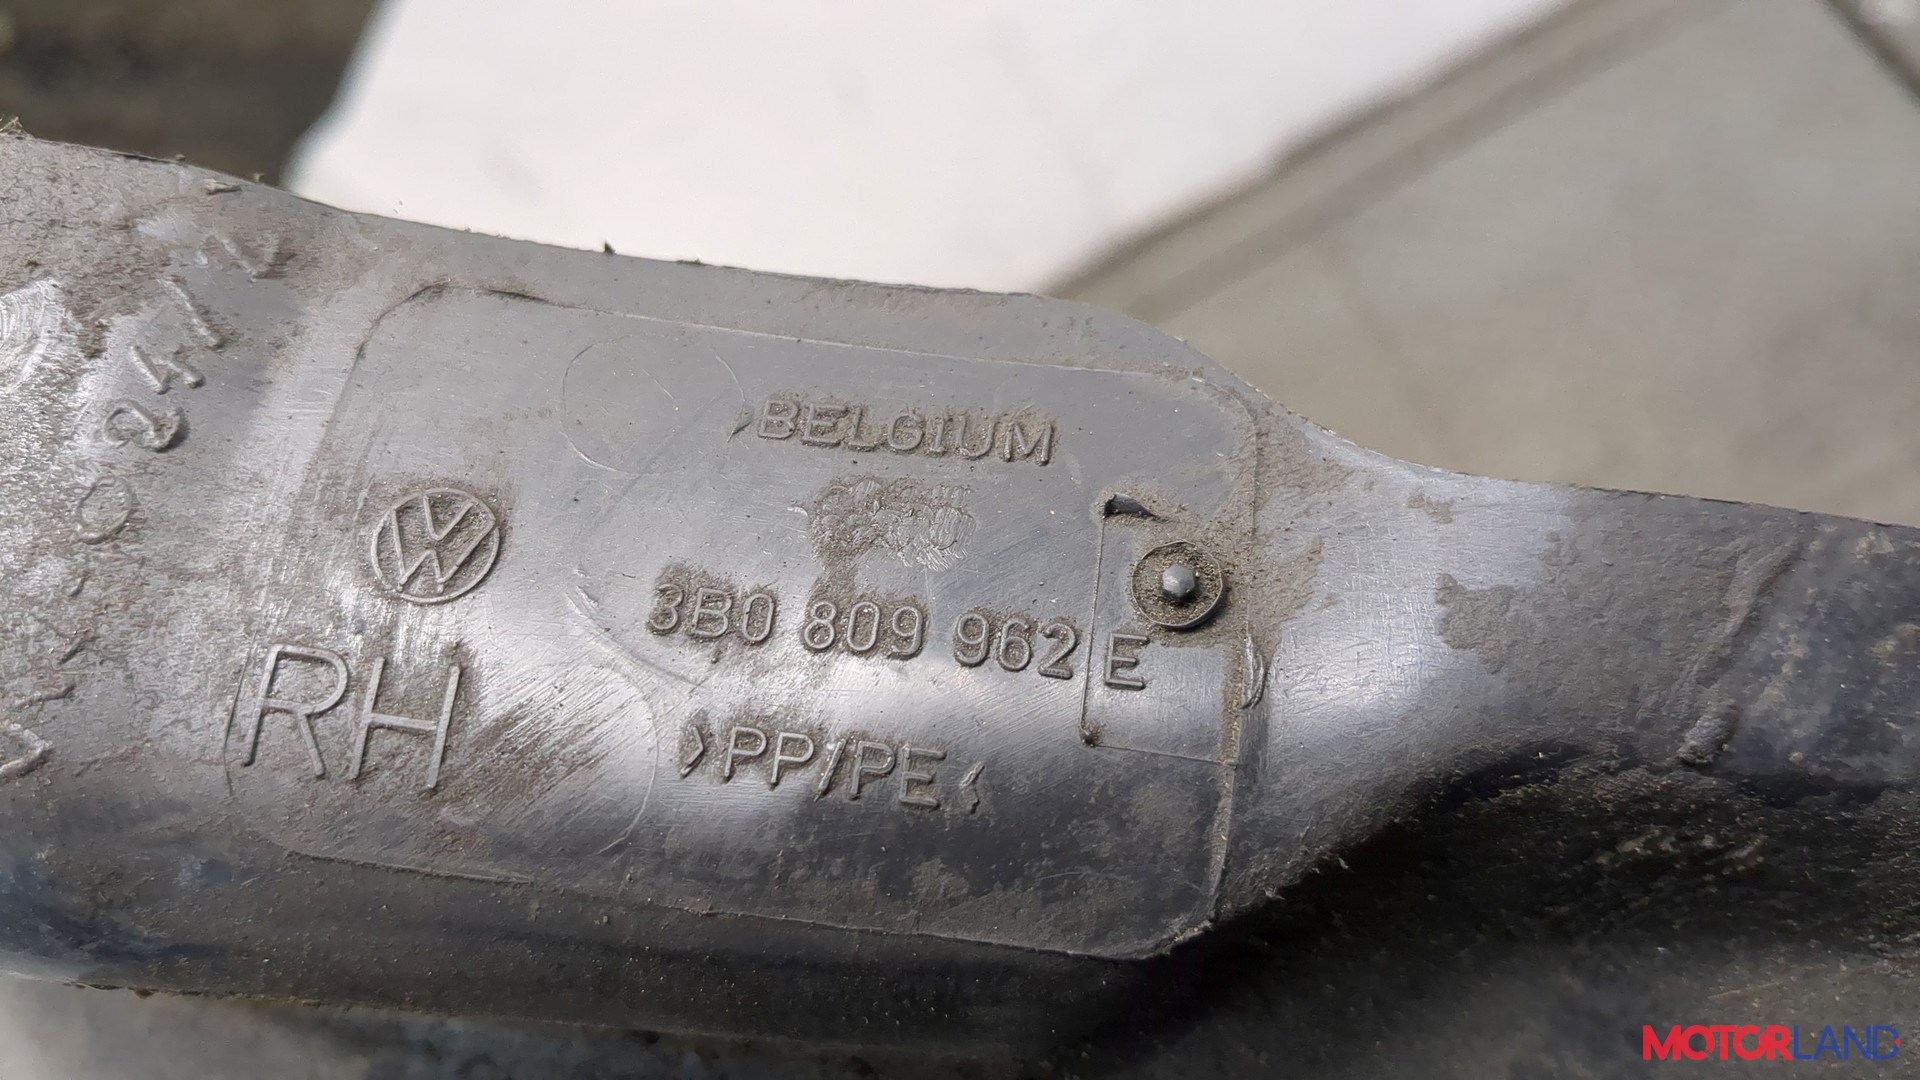 BELGIUM
3B0 809 962 E
RH
>PP/PE<
MOTORLAND